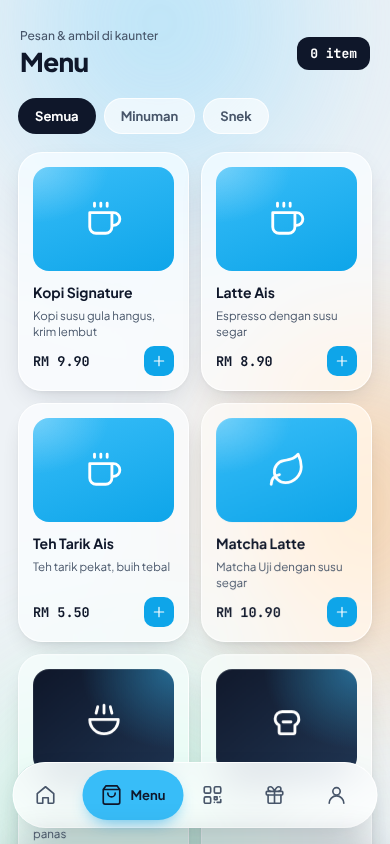 Pesan & ambil di kaunter
Menu
0 item
Semua
Minuman
Snek
Kopi Signature
Kopi susu gula hangus,
krim lembut
RM 9.90
Latte Ais
Espresso dengan susu
segar
RM 8.90
Teh Tarik Ais
Teh tarik pekat, buih tebal
RM 5.50
Matcha Latte
Matcha Uji dengan susu
segar
RM 10.90
panas
Menu